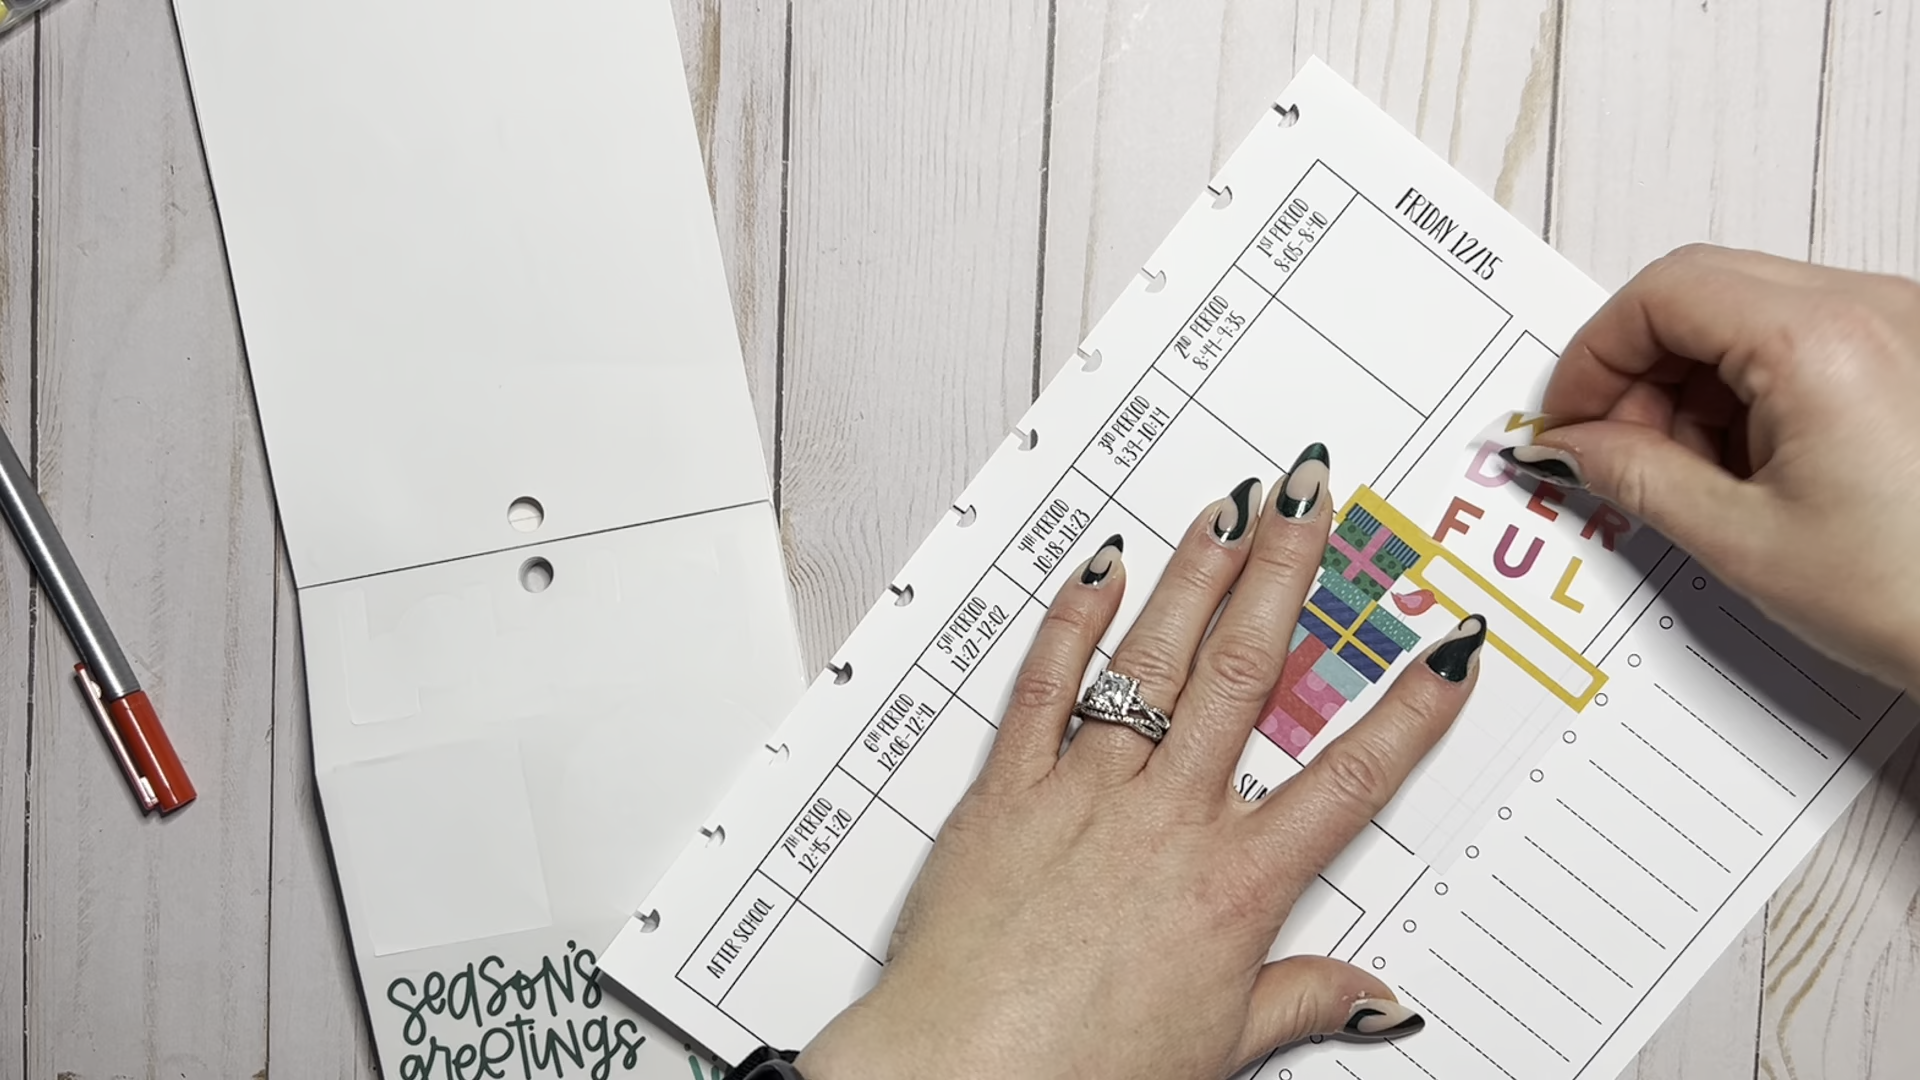 FRIDAY 12/15
1ST PERIOD
8:05-8:40
2ND PERIOD
8:44-9:35
3RD PERIOD
9:39-10:14
4TH PERIOD
10:18-11:23
5TH PERIOD
11:27-12:02
6TH PERIOD
12:06-12:41
7TH PERIOD
12:45-1:20
AFTER SCHOOL
DER
FUL
season's
greetings